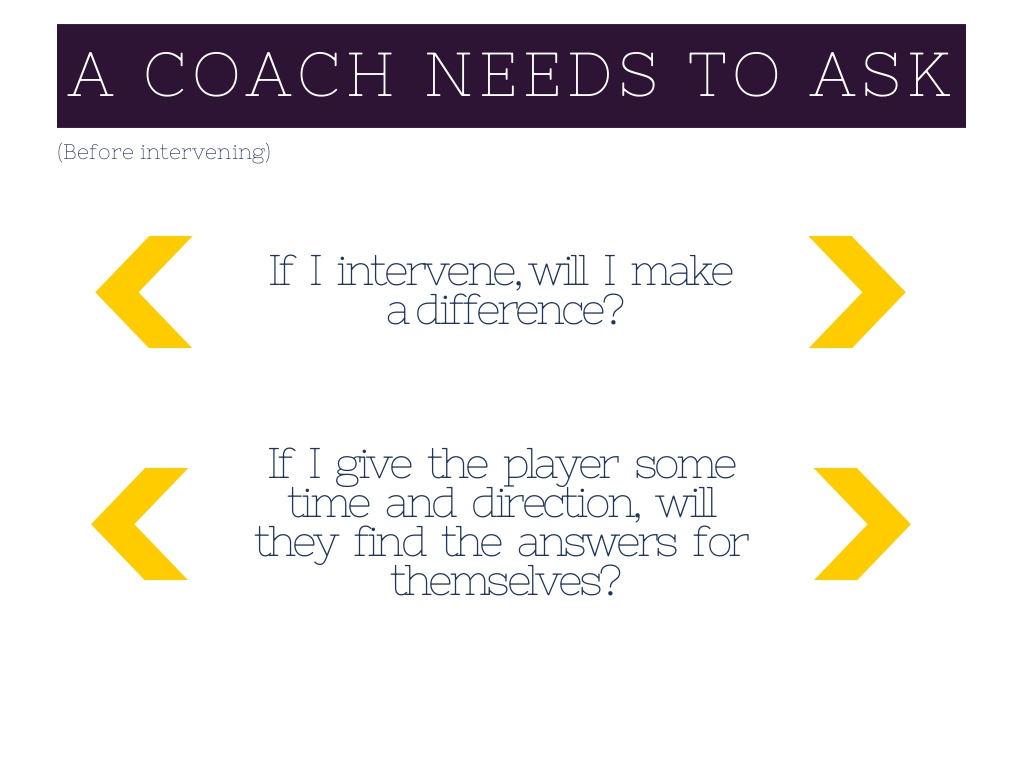 A COACH NEEDS TO ASK
(Before intervening)
If I intervene, will I make
a difference?
If I give the player some
time and direction, will
they find the answers for
themselves?